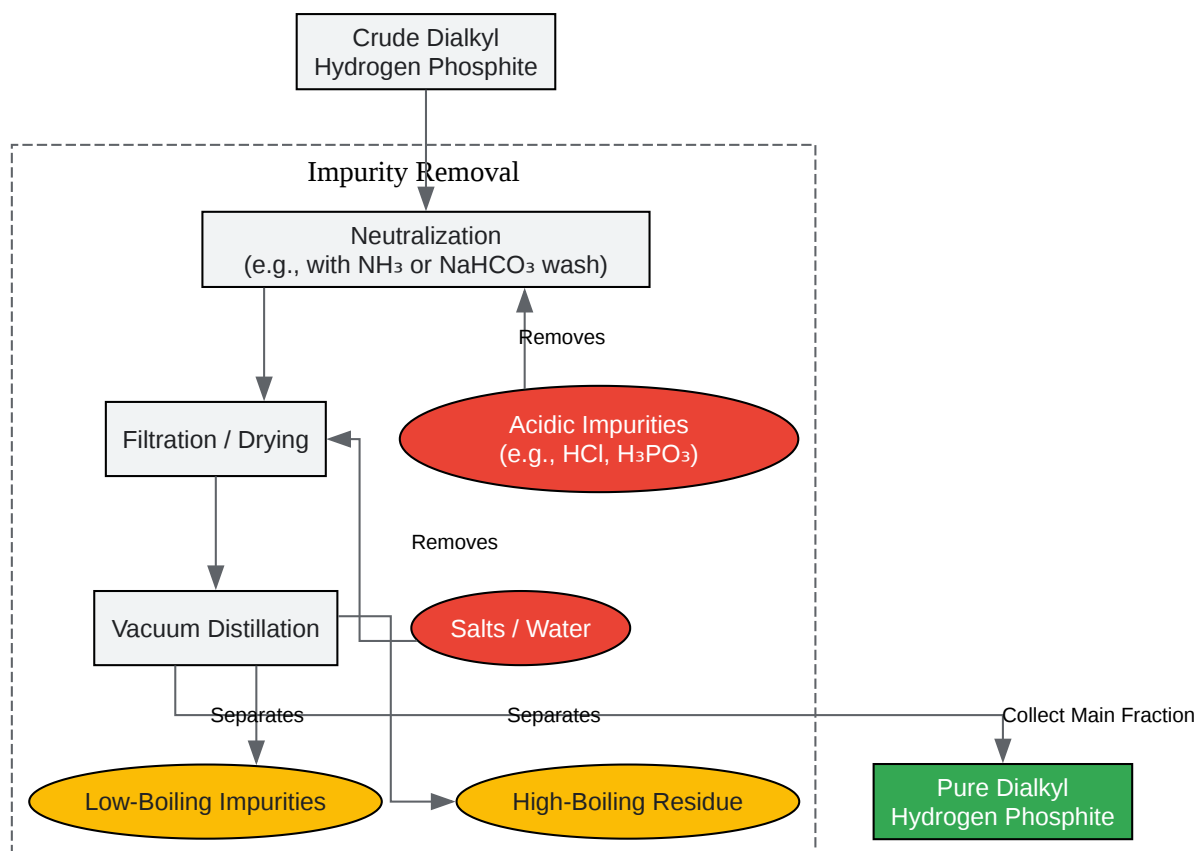 Crude Dialkyl
Hydrogen Phosphite
Impurity Removal
Neutralization
(e.g., with NH₃ or NaHCO₃ wash)
Removes
Filtration / Drying
Acidic Impurities
(e.g., HCl, H₃PO₃)
Removes
Vacuum Distillation
Salts / Water
Separates
Separates
Collect Main Fraction
Low-Boiling Impurities
High-Boiling Residue
Pure Dialkyl
Hydrogen Phosphite